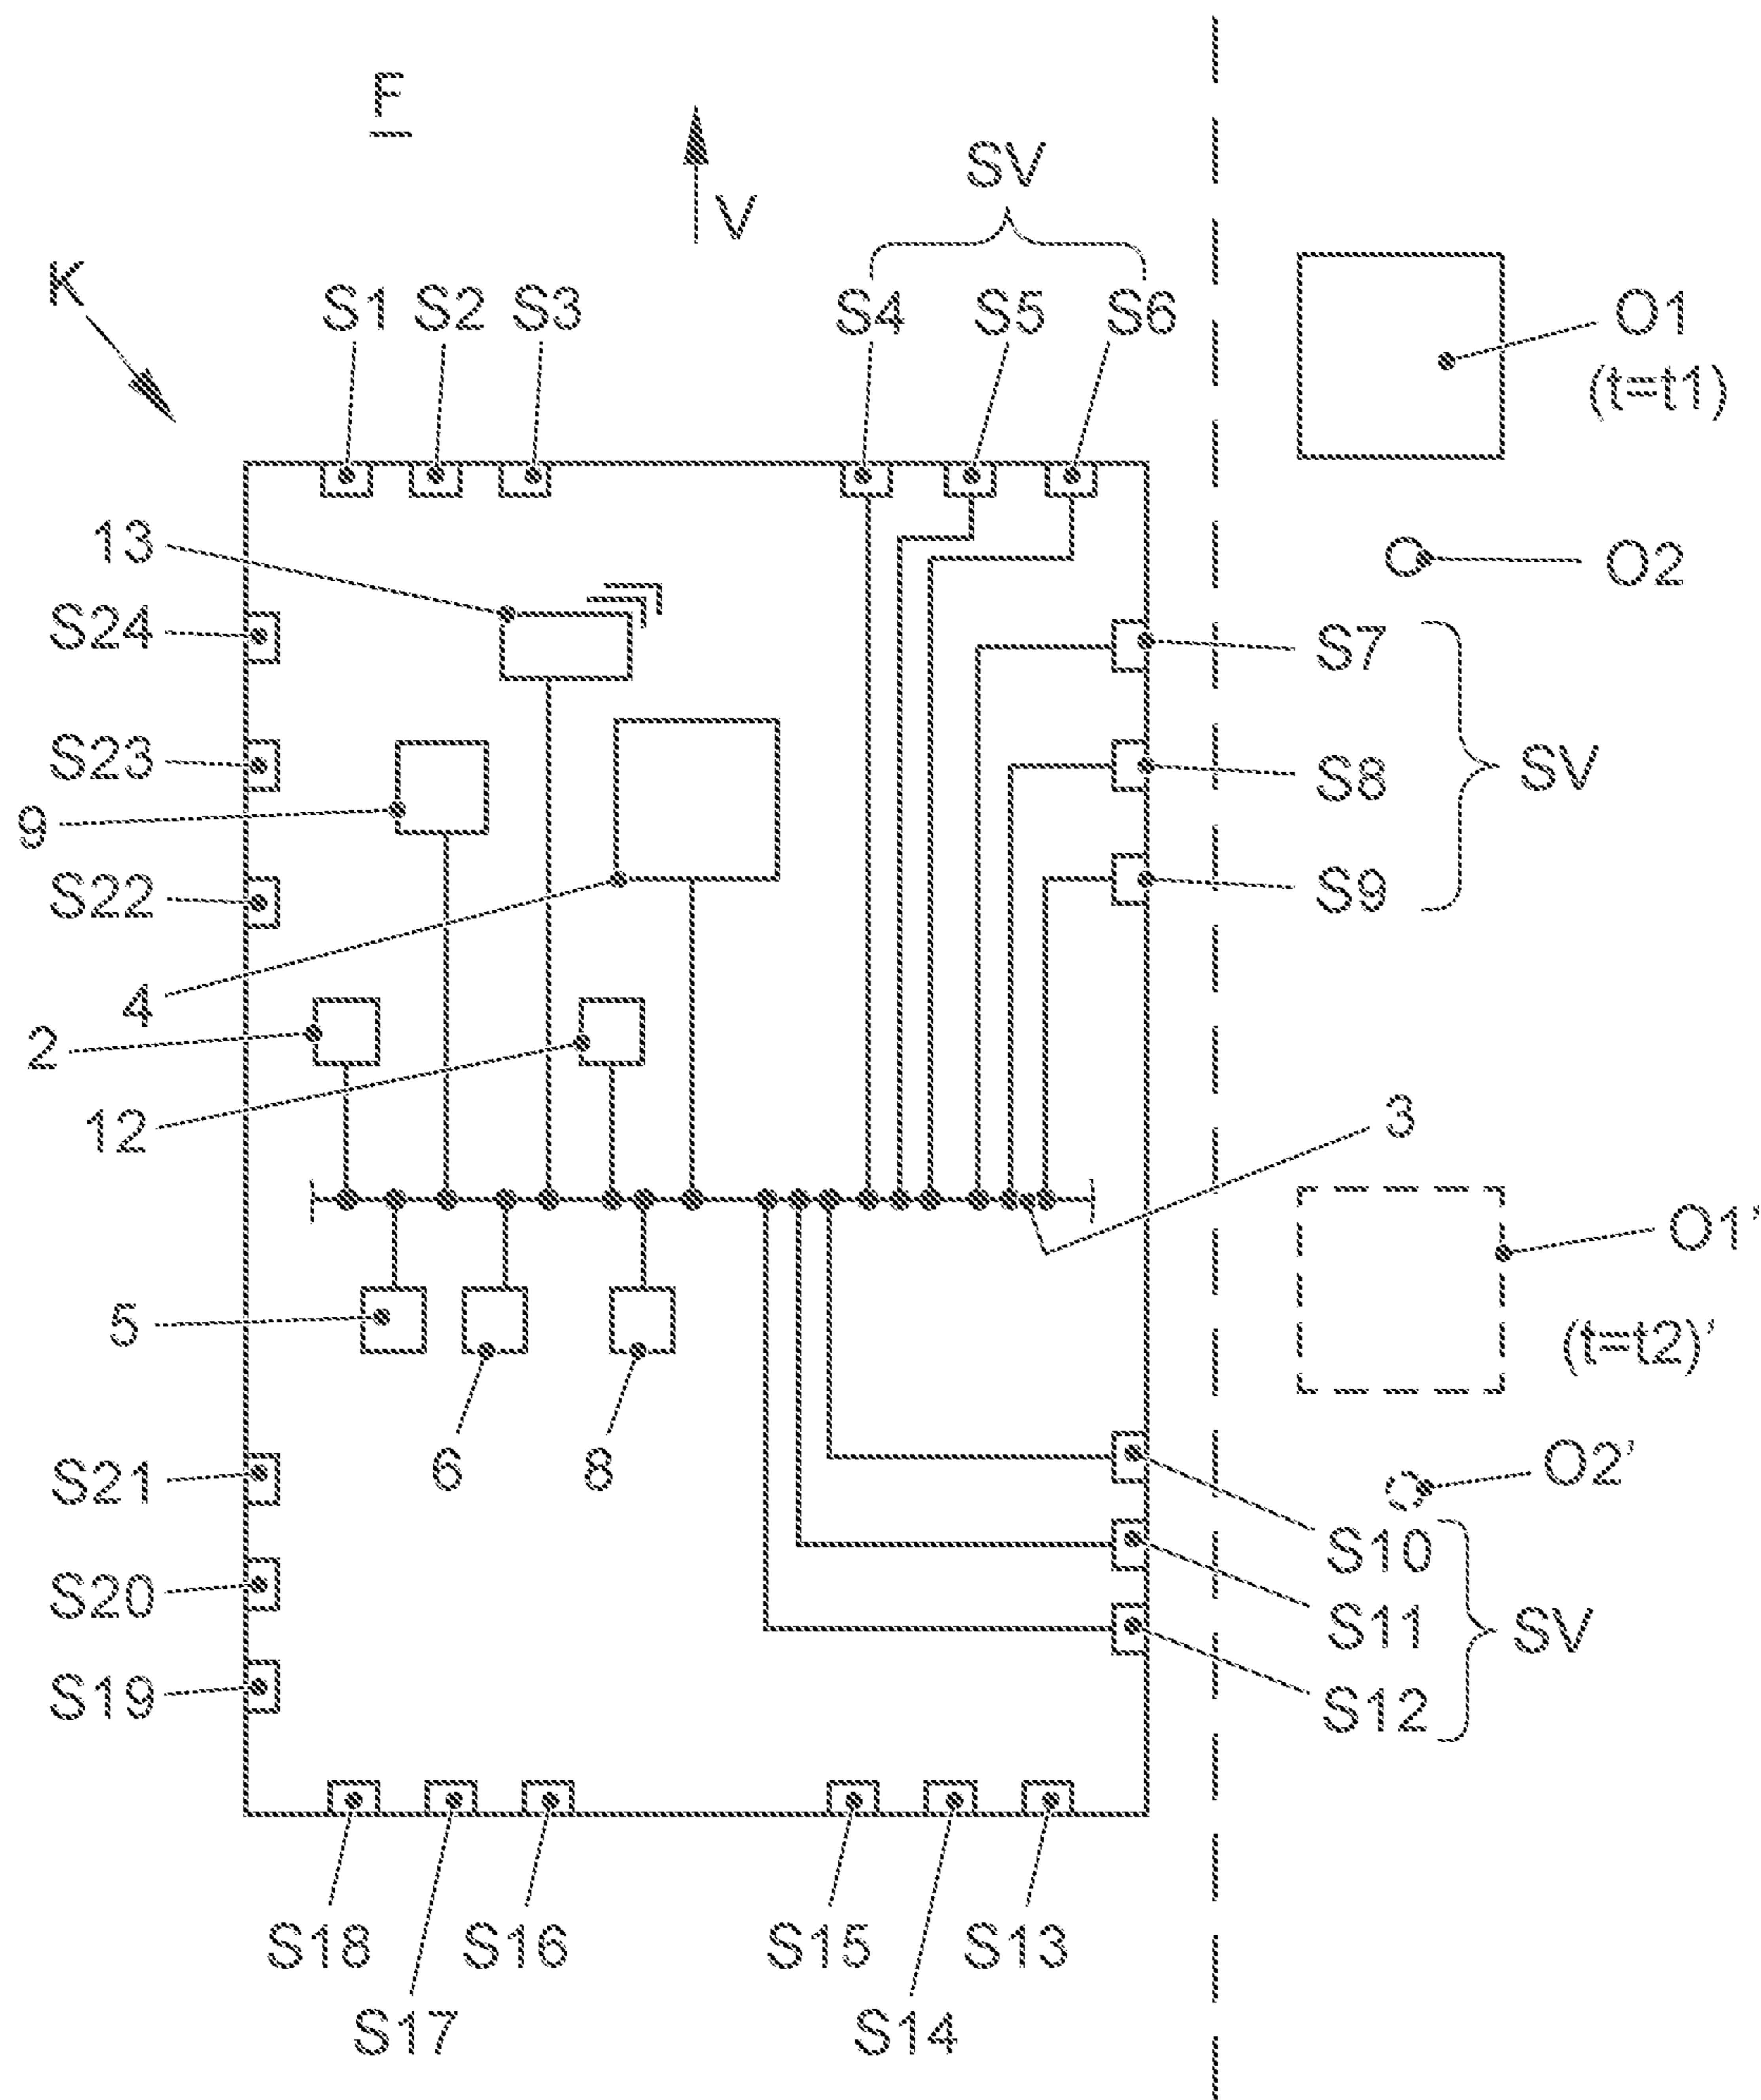 F
V
SV
K
S1 S2 S3 S4 S5 S6
O1
(t=t1)
13
O2
S24
S7
S23
S8
SV
9
S22
S9
4
2
12
3
O1’
5
(t=t2)’
6
8
S21
O2’
S10
S20
S11
SV
S19
S12
S18 S16 S15 S13
S17 S14